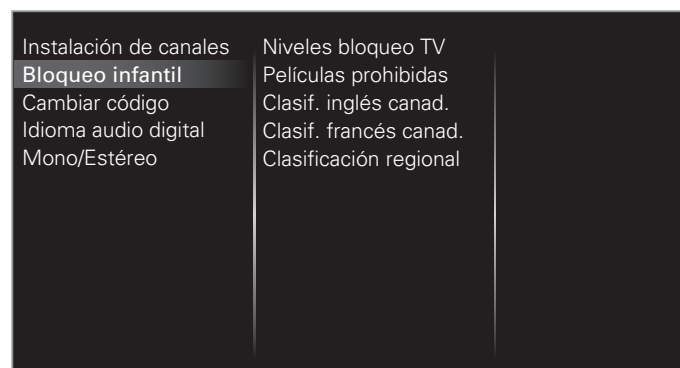 Instalación de canales
Bloqueo infantil
Cambiar código
Idioma audio digital
Mono/Estéreo
Niveles bloqueo TV
Películas prohibidas
Clasif. inglés canad.
Clasif. francés canad.
Clasificación regional